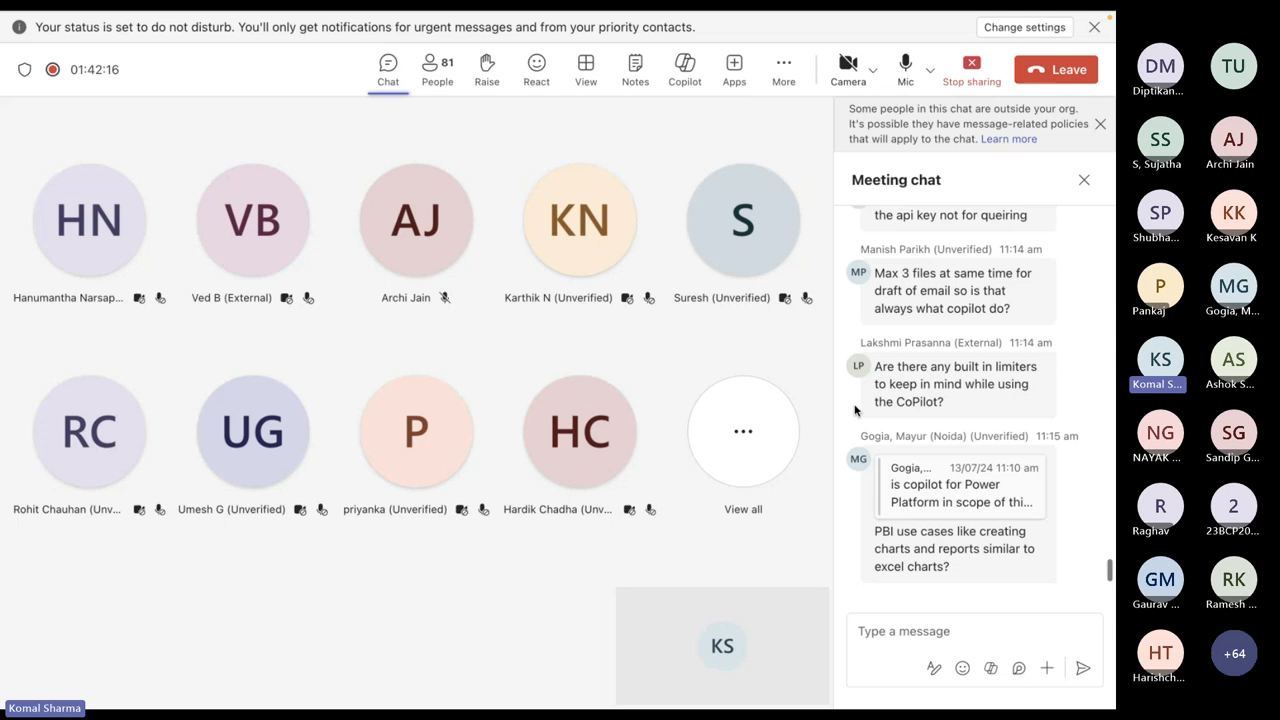 Your status is set to do not disturb. You'll only get notifications for urgent messages and from your priority contacts.
Change settings
01:42:16
Chat
People
81
Raise
React
View
Notes
Copilot
Apps
More
Camera
Mic
Stop sharing
Leave
HN
Hanumantha Narsap...
VB
Ved B (External)
AJ
Archi Jain
KN
Karthik N (Unverified)
S
Suresh (Unverified)
RC
Rohit Chauhan (Unv...
UG
Umesh G (Unverified)
P
priyanka (Unverified)
HC
Hardik Chadha (Unv...
...
View all
KS
Komal Sharma
Some people in this chat are outside your org.
It's possible they have message-related policies
that will apply to the chat. Learn more
Meeting chat
the api key not for queiring
Manish Parikh (Unverified) 11:14 am
MP
Max 3 files at same time for
draft of email so is that
always what copilot do?
Lakshmi Prasanna (External) 11:14 am
LP
Are there any built in limiters
to keep in mind while using
the CoPilot?
Gogia, Mayur (Noida) (Unverified) 11:15 am
MG
Gogia,... 13/07/24 11:10 am
is copilot for Power
Platform in scope of thi...
PBI use cases like creating
charts and reports similar to
excel charts?
Type a message
DM
Diptikan...
TU
SS
S, Sujatha
AJ
Archi Jain
SP
Shubha...
KK
Kesavan K
P
Pankaj
MG
Gogia, M...
KS
Komal S...
AS
Ashok S...
NG
NAYAK ...
SG
Sandip G...
R
Raghav
2
23BCP20...
GM
Gaurav ...
RK
Ramesh ...
HT
Harishch...
+64